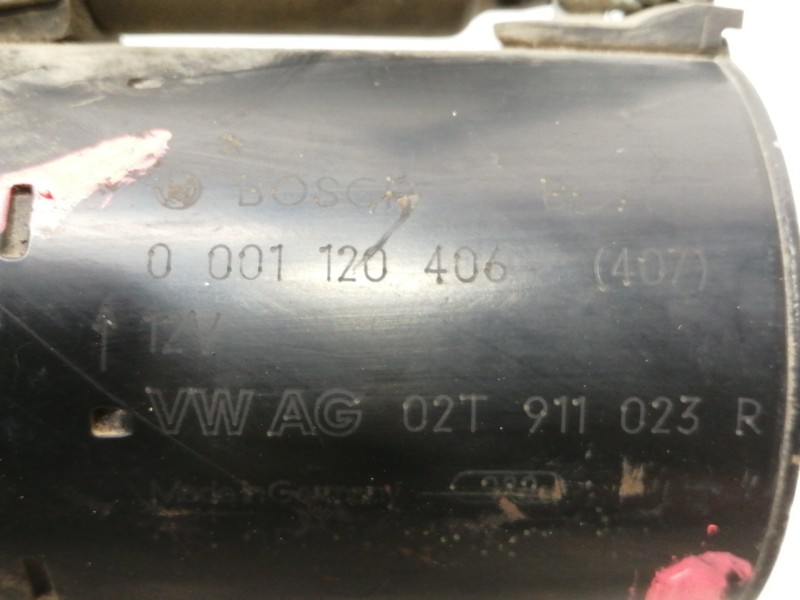 BOSCH
0 001 120 406 (407)
12V
VW AG 02T 911 023 R
Made in Germany